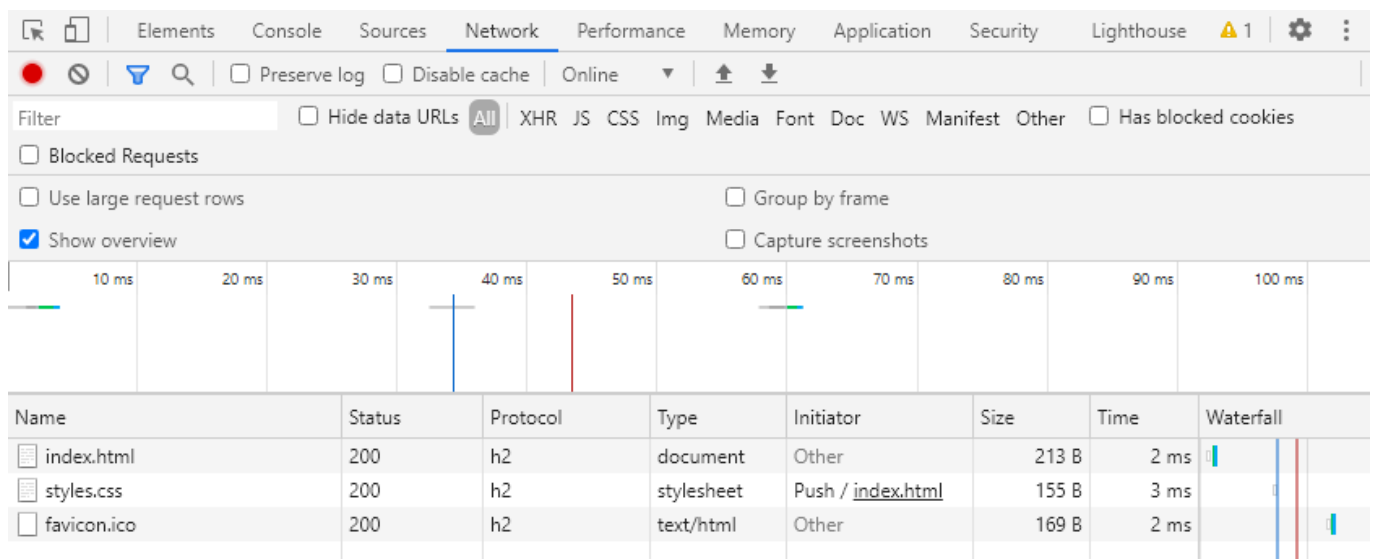 Elements Console Sources Network Performance Memory Application Security Lighthouse 1
Preserve log Disable cache Online
Filter Hide data URLs All XHR JS CSS Img Media Font Doc WS Manifest Other Has blocked cookies
Blocked Requests
Use large request rows Group by frame
Show overview Capture screenshots
10 ms 20 ms 30 ms 40 ms 50 ms 60 ms 70 ms 80 ms 90 ms 100 ms
Name Status Protocol Type Initiator Size Time Waterfall
index.html 200 h2 document Other 213 B 2 ms
styles.css 200 h2 stylesheet Push / index.html 155 B 3 ms
favicon.ico 200 h2 text/html Other 169 B 2 ms